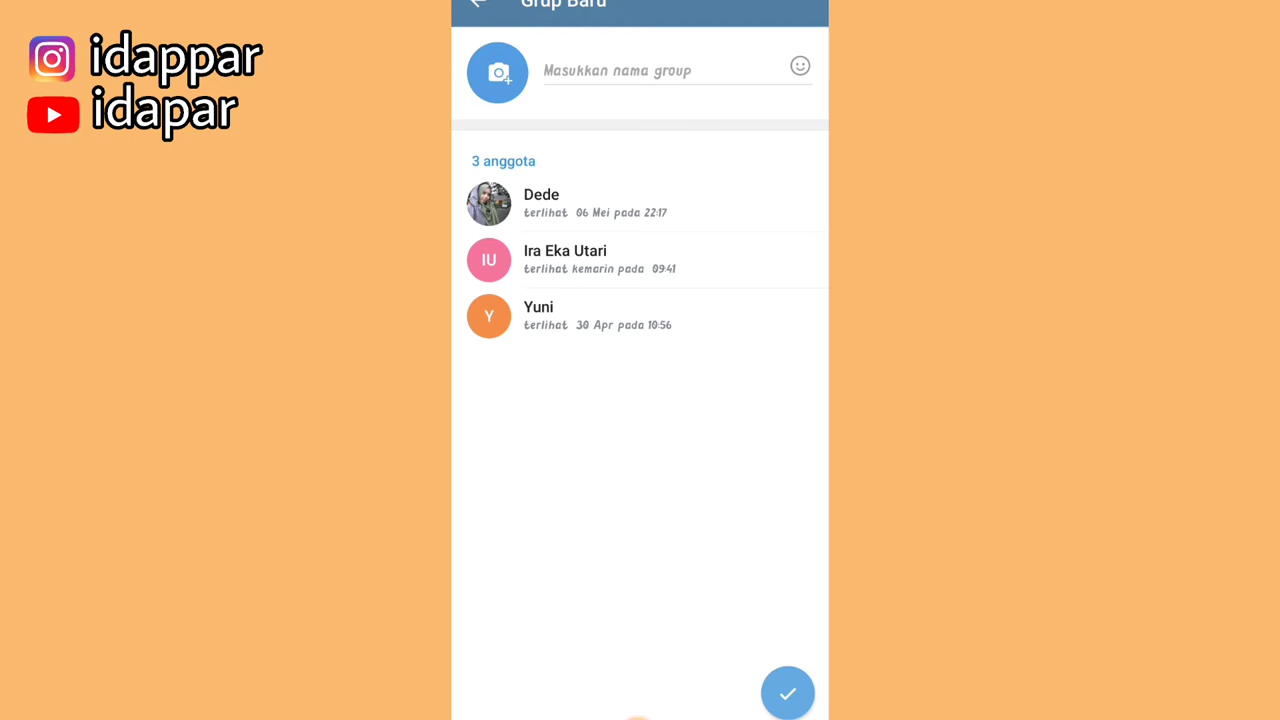 idappar
idapar
Grup Baru
Masukkan nama group
3 anggota
Dede
terlihat 06 Mei pada 22:17
IU
Ira Eka Utari
terlihat kemarin pada 09:41
Y
Yuni
terlihat 30 Apr pada 10:56